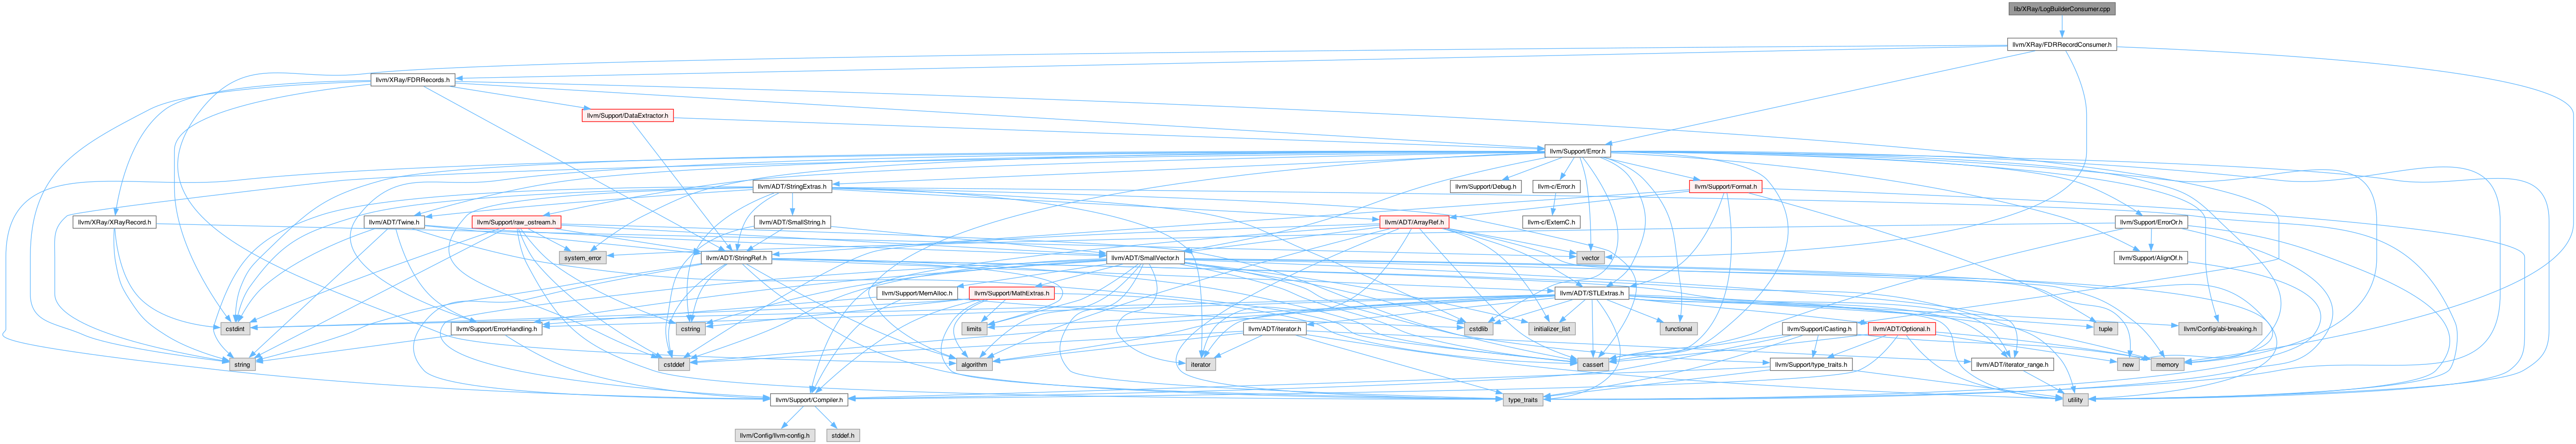 lib/XRay/LogBuilderConsumer.cpp
llvm/XRay/FDRRecordConsumer.h
llvm/XRay/FDRRecords.h
llvm/Support/DataExtractor.h
llvm/Support/Error.h
llvm/ADT/StringExtras.h
llvm/Support/Debug.h
llvm-c/Error.h
llvm/Support/Format.h
llvm/XRay/XRayRecord.h
llvm/ADT/Twine.h
llvm/Support/raw_ostream.h
llvm/ADT/SmallString.h
llvm-c/ExternC.h
llvm/ADT/ArrayRef.h
llvm/Support/ErrorOr.h
system_error
llvm/ADT/StringRef.h
llvm/ADT/SmallVector.h
vector
llvm/Support/AlignOf.h
llvm/Support/MemAlloc.h
llvm/Support/MathExtras.h
llvm/ADT/STLExtras.h
cstdint
llvm/Support/ErrorHandling.h
cstring
limits
llvm/ADT/iterator.h
cstdlib
initializer_list
functional
llvm/Support/Casting.h
llvm/ADT/Optional.h
tuple
llvm/Config/abi-breaking.h
string
cstddef
algorithm
iterator
cassert
llvm/Support/type_traits.h
llvm/ADT/iterator_range.h
new
memory
llvm/Support/Compiler.h
type_traits
utility
llvm/Config/llvm-config.h
stddef.h